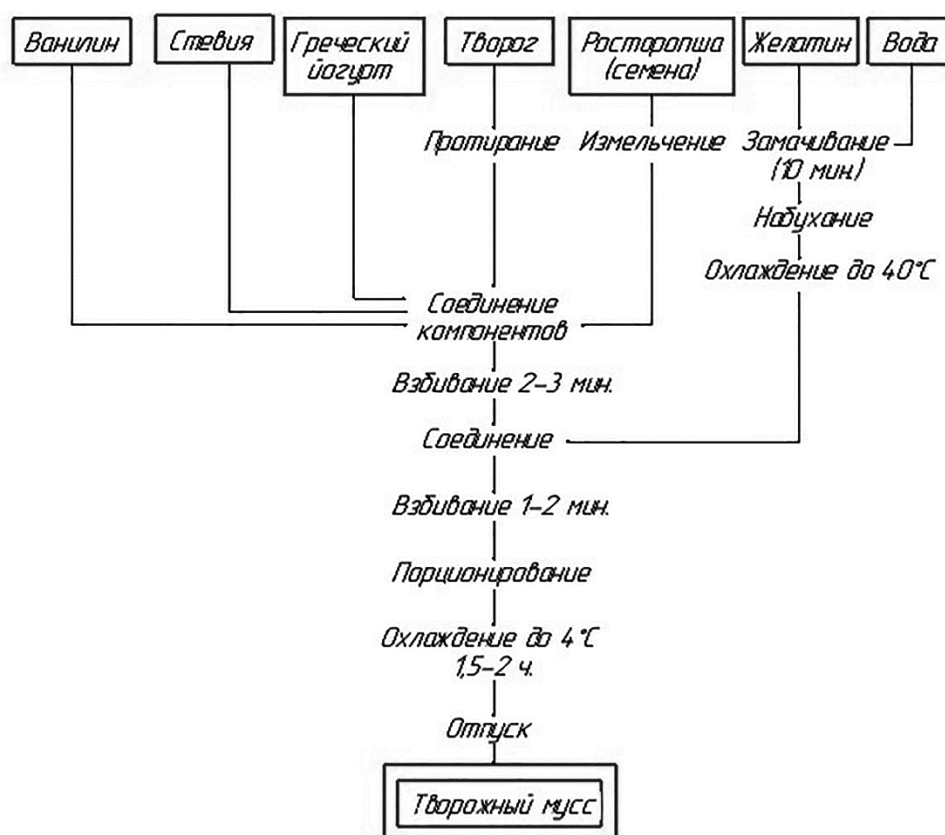 Ванилин
Стевия
Греческий
йогурт
Творог
Расторопша
(семена)
Желатин
Вода
Протирание
Измельчение
Замачивание
(10 мин.)
Набухание
Охлаждение до 40°С
Соединение
компонентов
Взбивание 2-3 мин.
Соединение
Взбивание 1-2 мин.
Порционирование
Охлаждение до 4°С
1,5-2 ч.
Отпуск
Творожный мусс